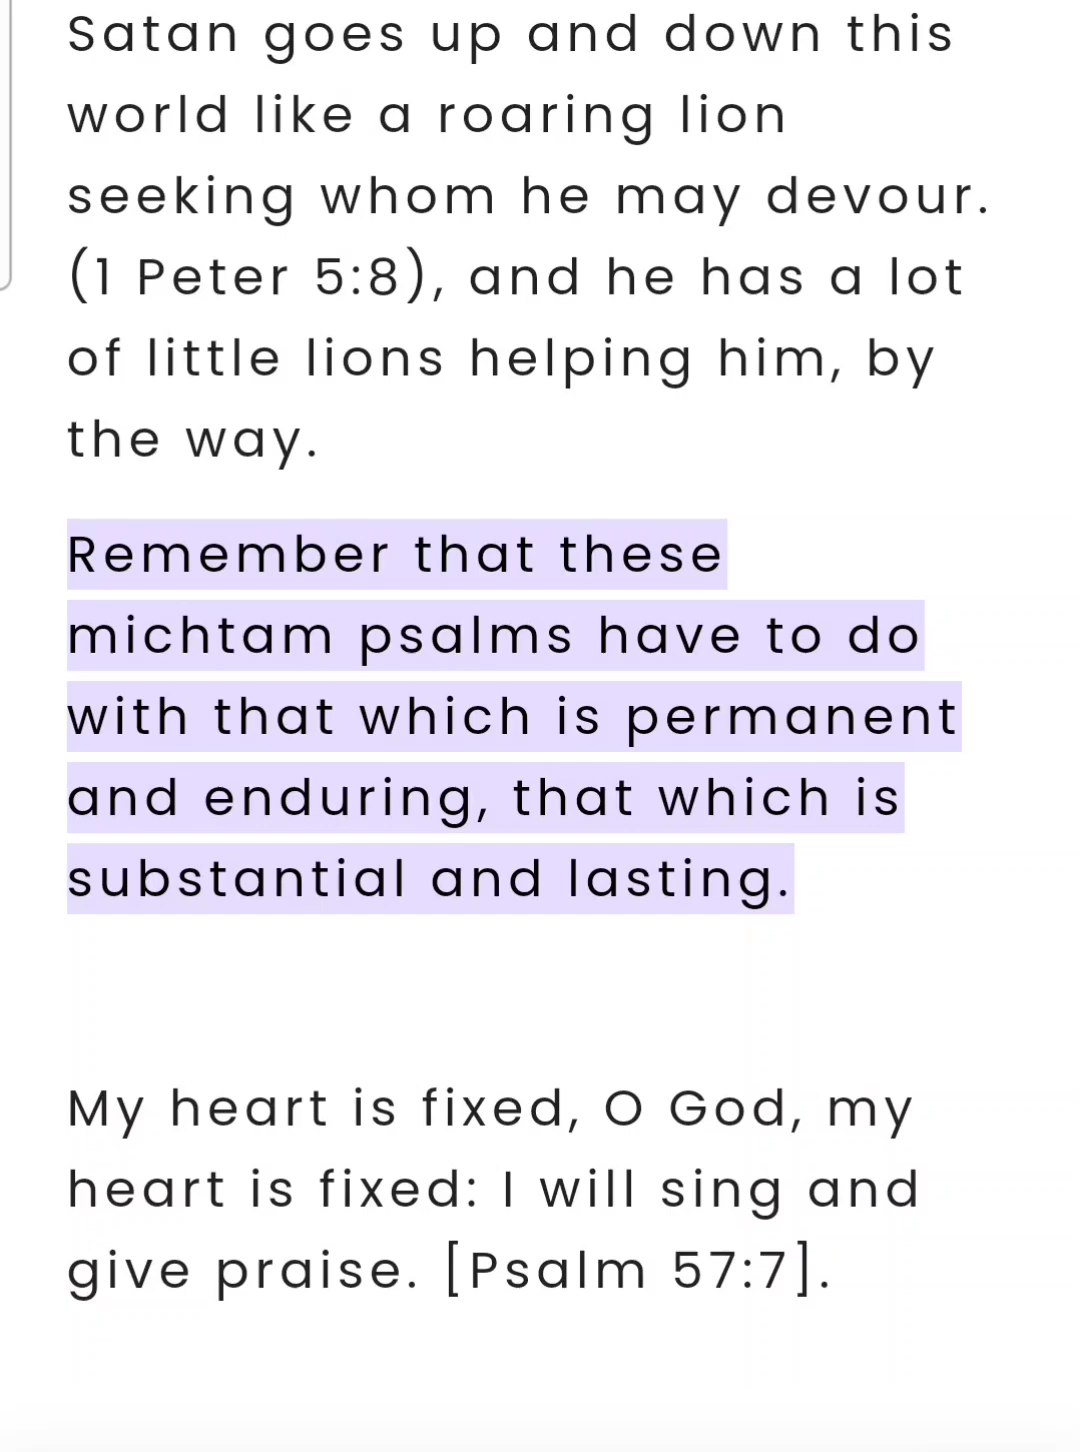 Satan goes up and down this
world like a roaring lion
seeking whom he may devour.
(1 Peter 5:8), and he has a lot
of little lions helping him, by
the way.
Remember that these
michtam psalms have to do
with that which is permanent
and enduring, that which is
substantial and lasting.
My heart is fixed, O God, my
heart is fixed: I will sing and
give praise. [Psalm 57:7].